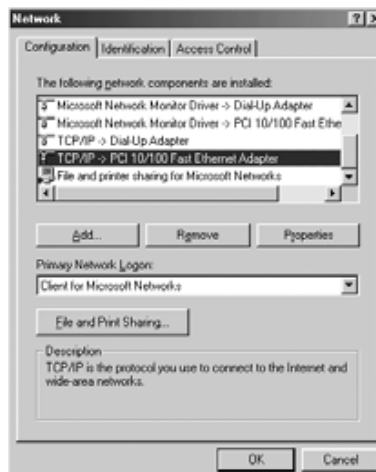 Network
Configuration Identification Access Control
The following network components are installed:
Microsoft Network Monitor Driver -> Dial-Up Adapter
Microsoft Network Monitor Driver -> PCI 10/100 Fast Ethe
TCP/IP -> Dial-Up Adapter
TCP/IP -> PCI 10/100 Fast Ethernet Adapter
File and printer sharing for Microsoft Networks
Add... Remove Properties
Primary Network Logon:
Client for Microsoft Networks
File and Print Sharing...
Description
TCP/IP is the protocol you use to connect to the Internet and
wide-area networks.
OK Cancel